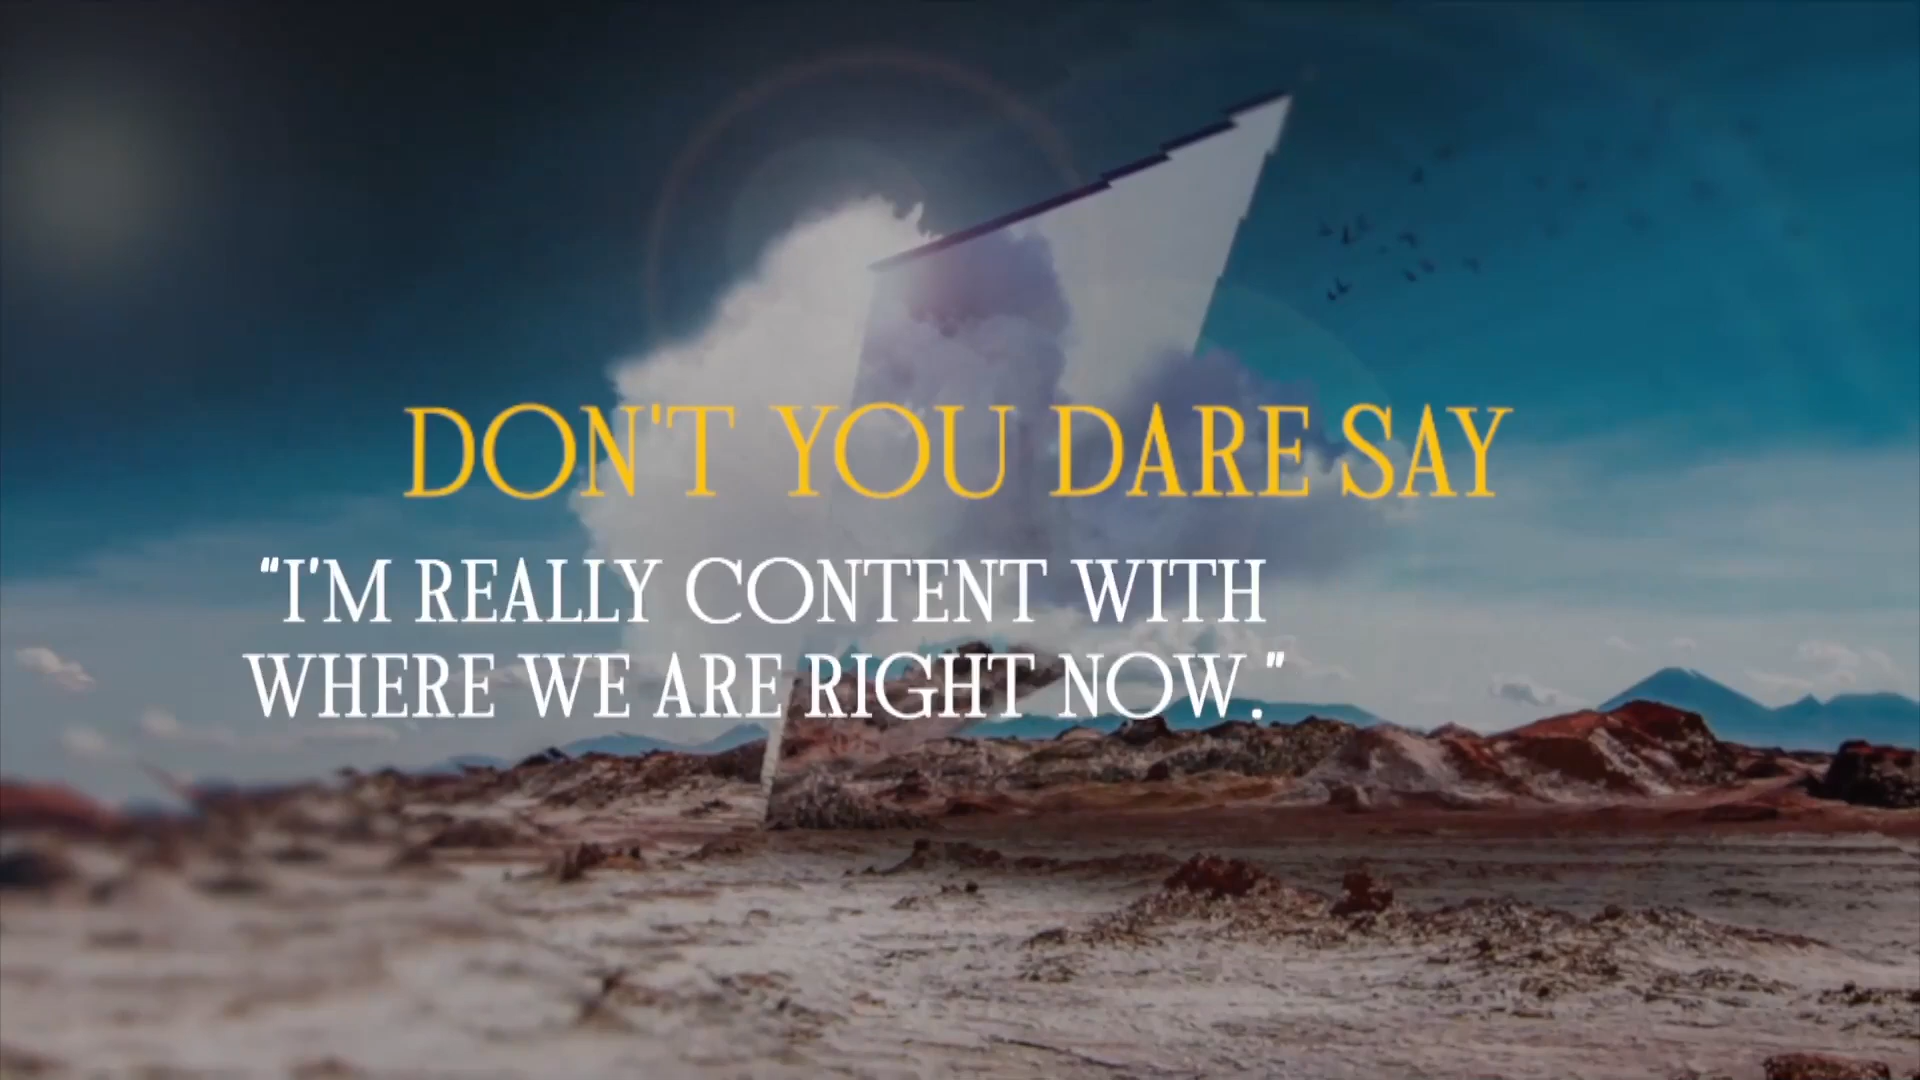 DON'T YOU DARE SAY
“I'M REALLY CONTENT WITH
WHERE WE ARE RIGHT NOW.”